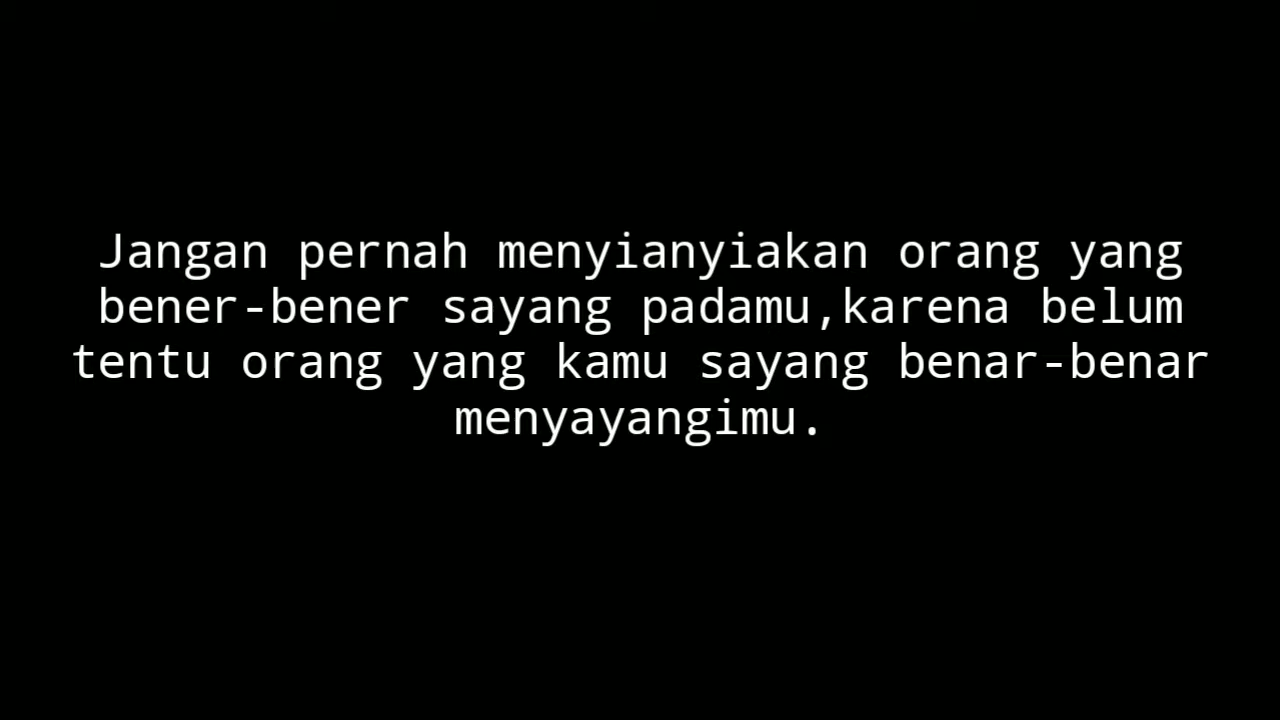 Jangan pernah menyianyiakan orang yang
bener-bener sayang padamu,karena belum
tentu orang yang kamu sayang benar-benar
menyayangimu.